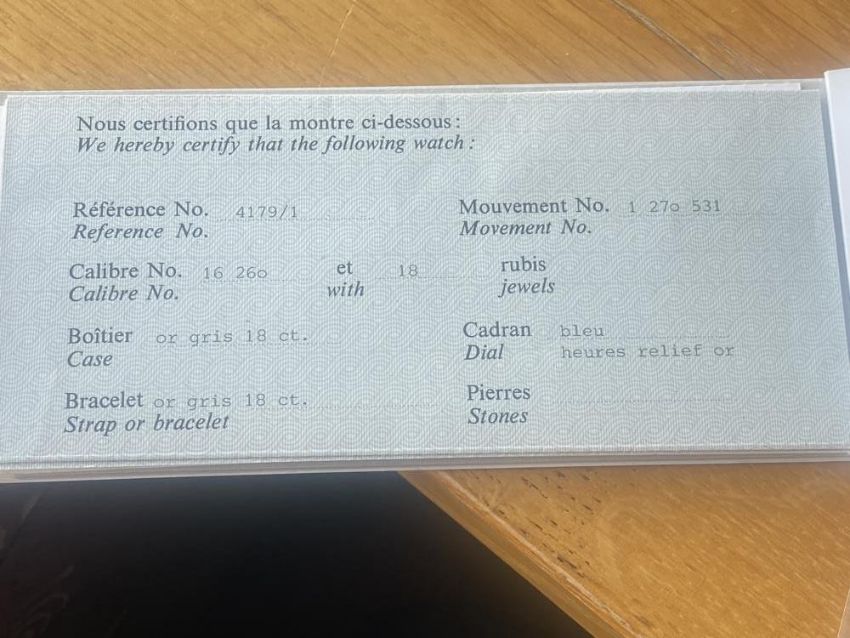 Nous certifions que la montre ci-dessous :
We hereby certify that the following watch :
Référence No. 4179/1 Mouvement No. 1 27o 531
Reference No. Movement No.
Calibre No. 16 26o et 18 rubis
Calibre No. with jewels
Boîtier or gris 18 ct. Cadran bleu
Case Dial heures relief or
Bracelet or gris 18 ct. Pierres
Strap or bracelet Stones